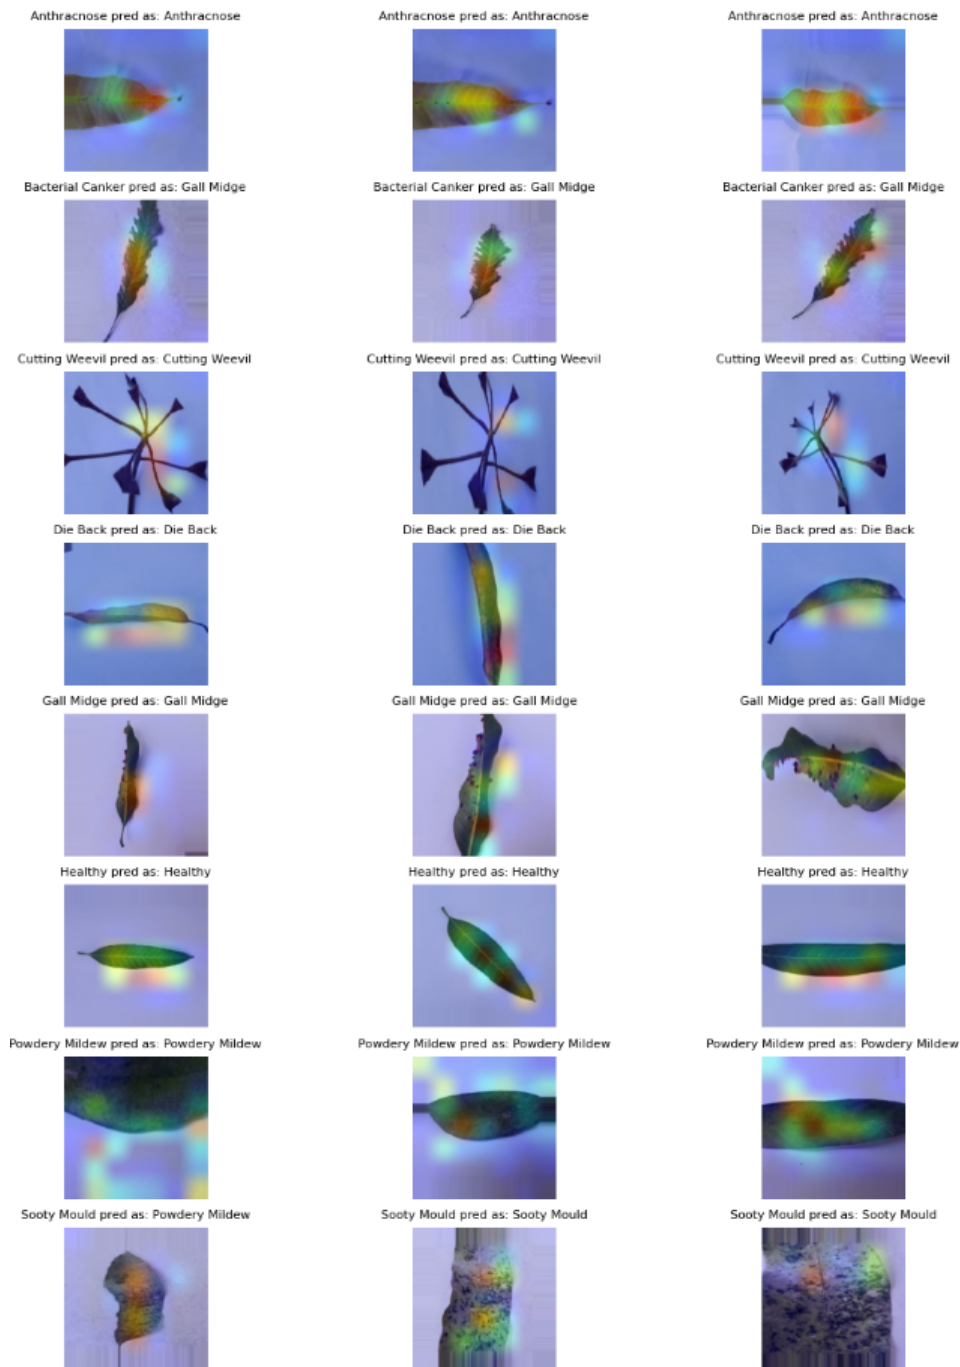 Anthracnose pred as: Anthracnose
Anthracnose pred as: Anthracnose
Anthracnose pred as: Anthracnose
Bacterial Canker pred as: Gall Midge
Bacterial Canker pred as: Gall Midge
Bacterial Canker pred as: Gall Midge
Cutting Weevil pred as: Cutting Weevil
Cutting Weevil pred as: Cutting Weevil
Cutting Weevil pred as: Cutting Weevil
Die Back pred as: Die Back
Die Back pred as: Die Back
Die Back pred as: Die Back
Gall Midge pred as: Gall Midge
Gall Midge pred as: Gall Midge
Gall Midge pred as: Gall Midge
Healthy pred as: Healthy
Healthy pred as: Healthy
Healthy pred as: Healthy
Powdery Mildew pred as: Powdery Mildew
Powdery Mildew pred as: Powdery Mildew
Powdery Mildew pred as: Powdery Mildew
Sooty Mould pred as: Powdery Mildew
Sooty Mould pred as: Sooty Mould
Sooty Mould pred as: Sooty Mould